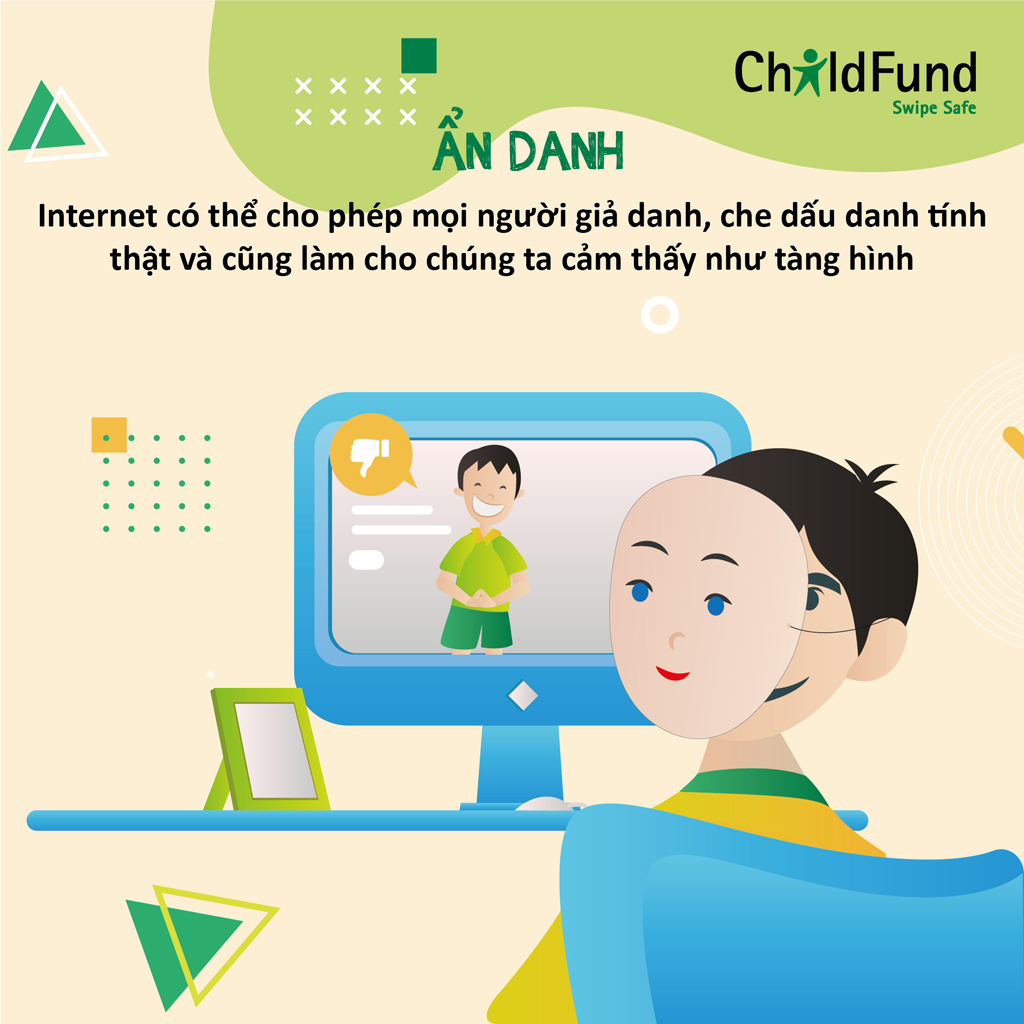 ChildFund
Swipe Safe
ẨN DANH
Internet có thể cho phép mọi người giả danh, che dấu danh tính
thật và cũng làm cho chúng ta cảm thấy như tàng hình